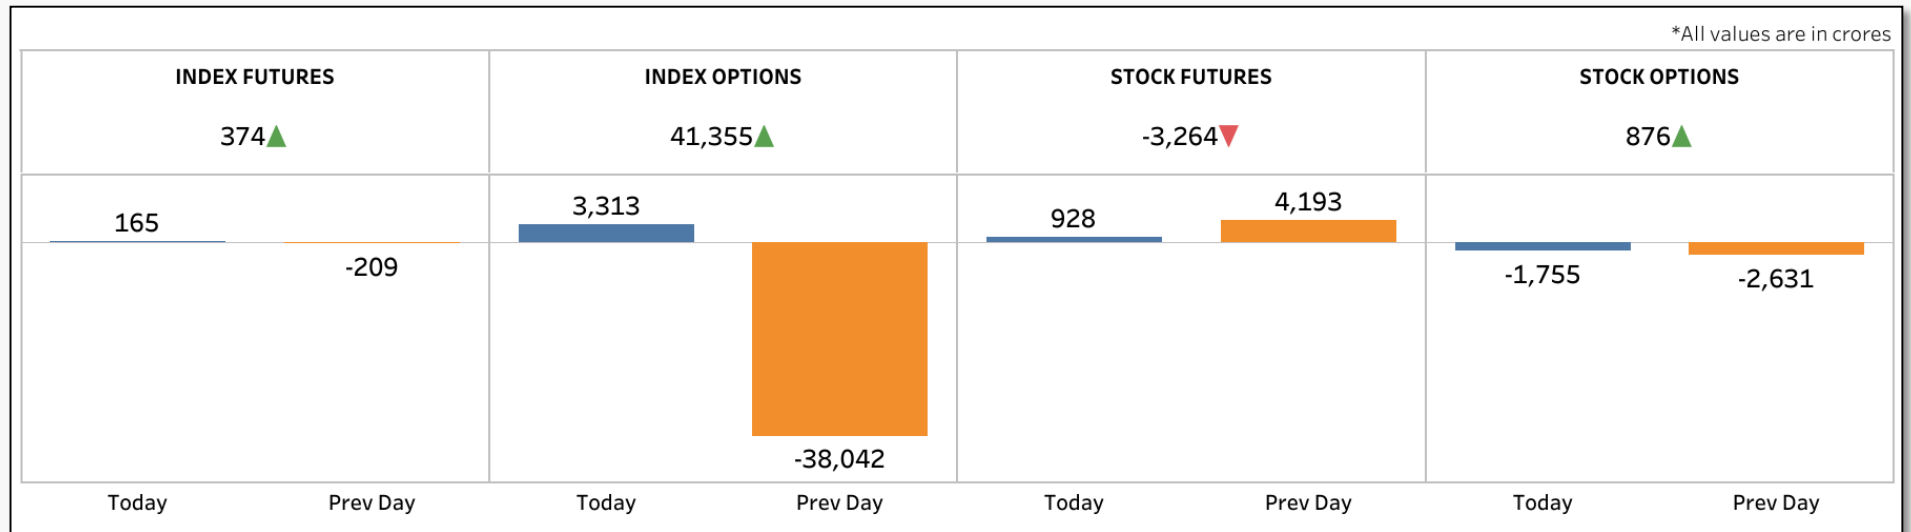 *All values are in crores
INDEX FUTURES
INDEX OPTIONS
STOCK FUTURES
STOCK OPTIONS
374▲
41,355▲
-3,264▼
876▲
165
-209
3,313
-38,042
928
4,193
-1,755
-2,631
Today
Prev Day
Today
Prev Day
Today
Prev Day
Today
Prev Day